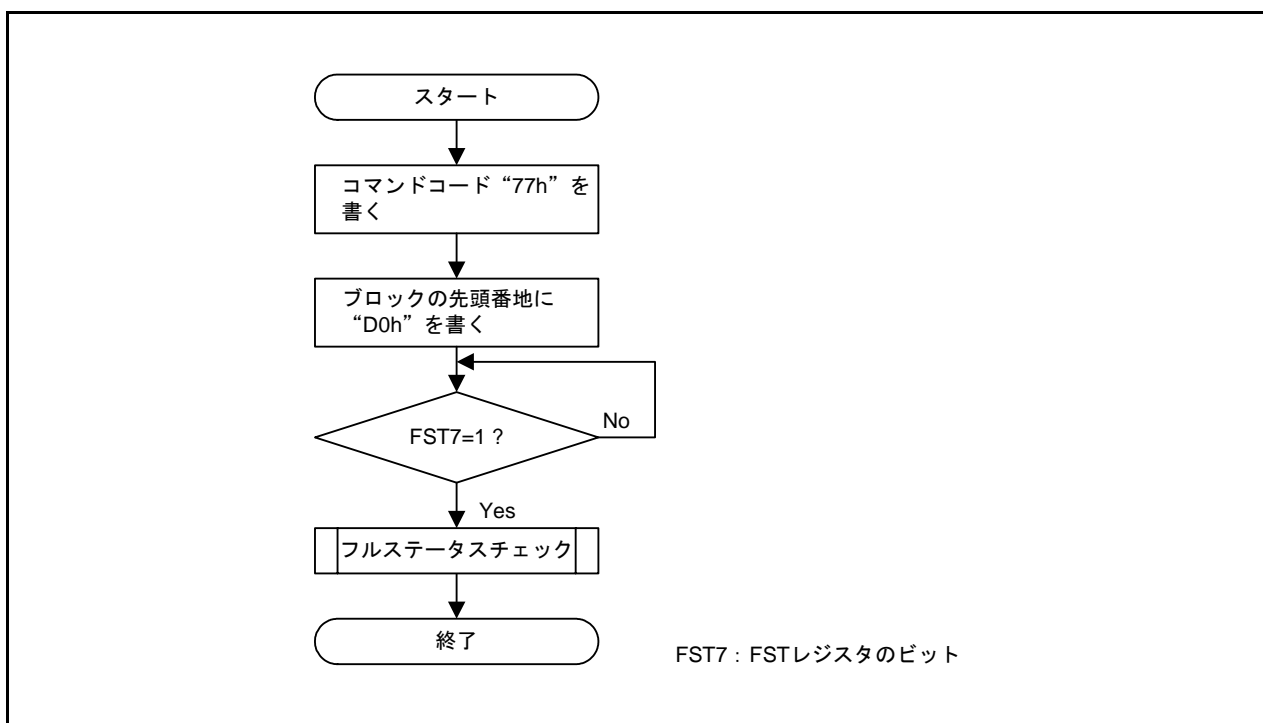 スタート
コマンドコード“77h”を
書く
ブロックの先頭番地に
“D0h”を書く
FST7=1 ?
No
Yes
フルステータスチェック
終了
FST7：FSTレジスタのビット